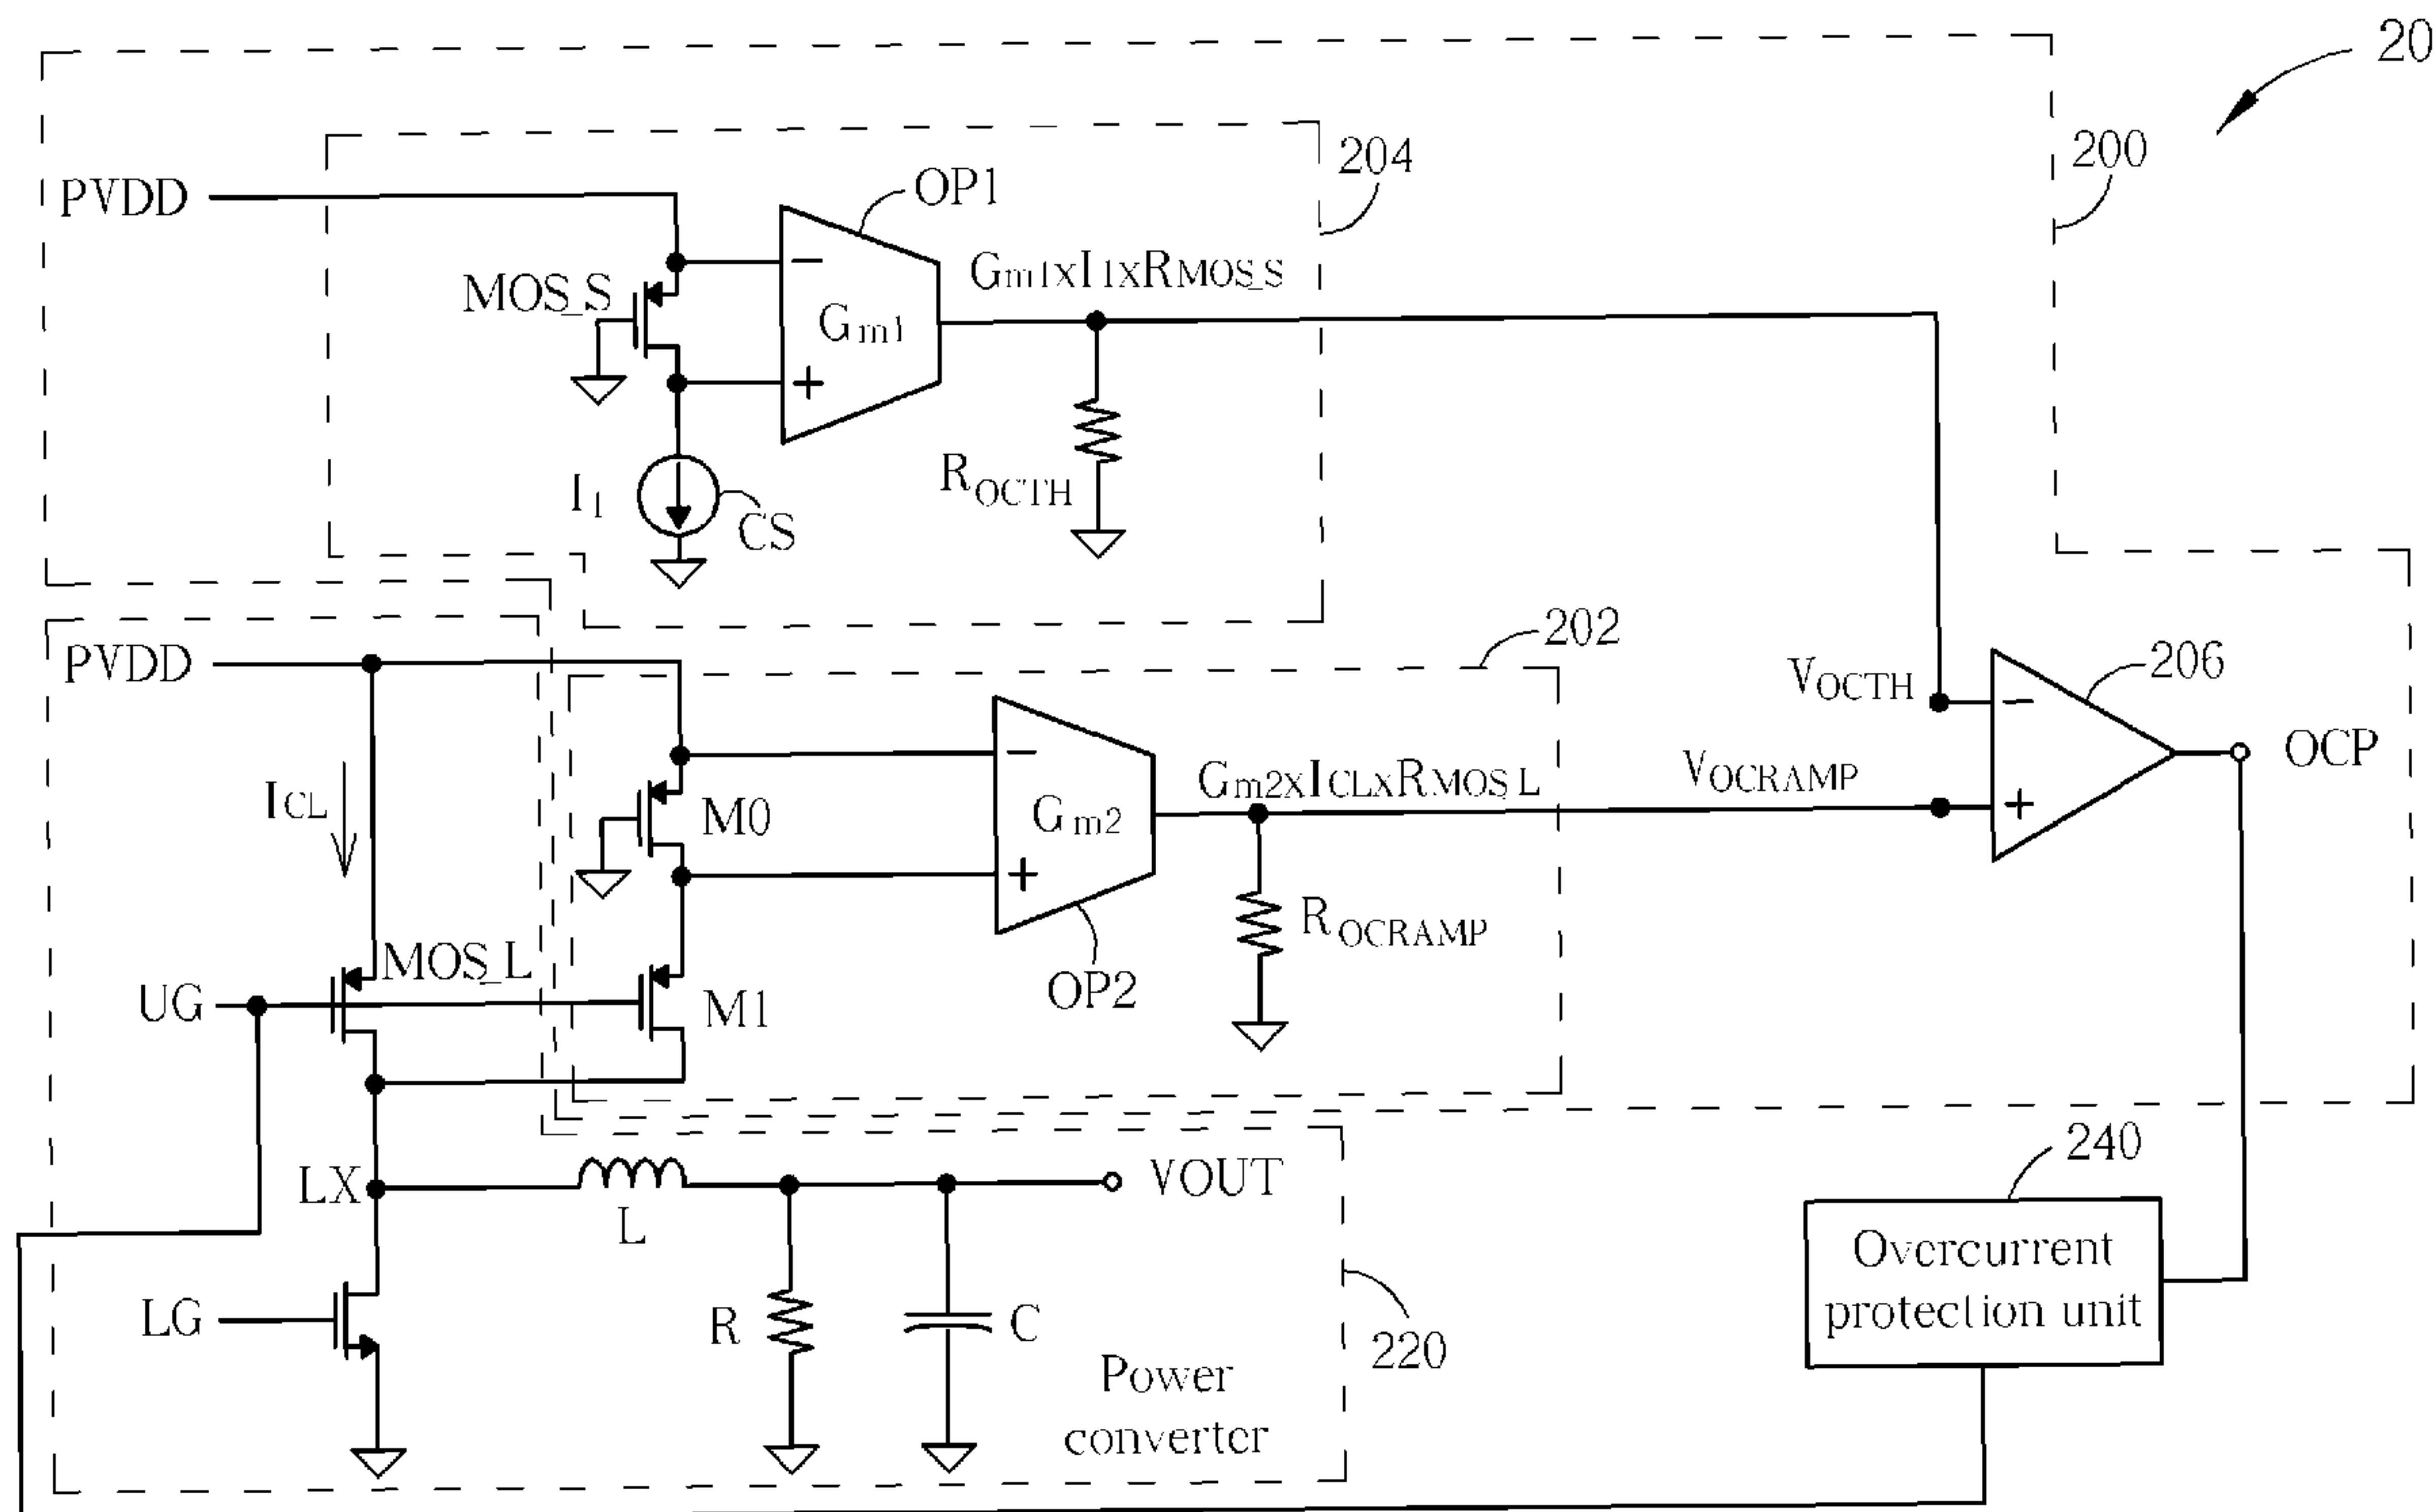 20
200
204
PVDD
OP1
MOS_S
Gm1
Gm1xI1xRMOS_S
ROCTH
I1
CS
202
PVDD
206
VOCTH
ICL
M0
Gm2
Gm2xICLxRMOS_L
VOCRAMP
OCP
MOS_L
ROCRAMP
OP2
UG
M1
240
LX
L
VOUT
Overcurrent
protection unit
LG
R
C
220
Power
converter